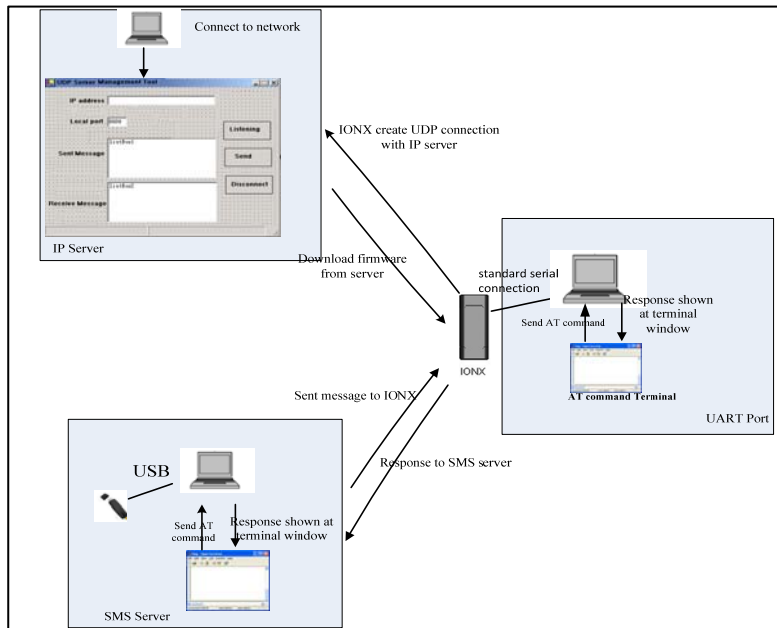 Connect to network
UDP Server Management Tool
IP address
Local port
Listening
Sent Message
Send
Disconnect
Receive Message
IP Server
IONX create UDP connection
with IP server
Download firmware
from server
standard serial
connection
Response shown
at terminal
window
Send AT command
AT command Terminal
UART Port
IONX
Sent message to IONX
Response to SMS server
USB
Send AT
command
Response shown at
terminal window
SMS Server